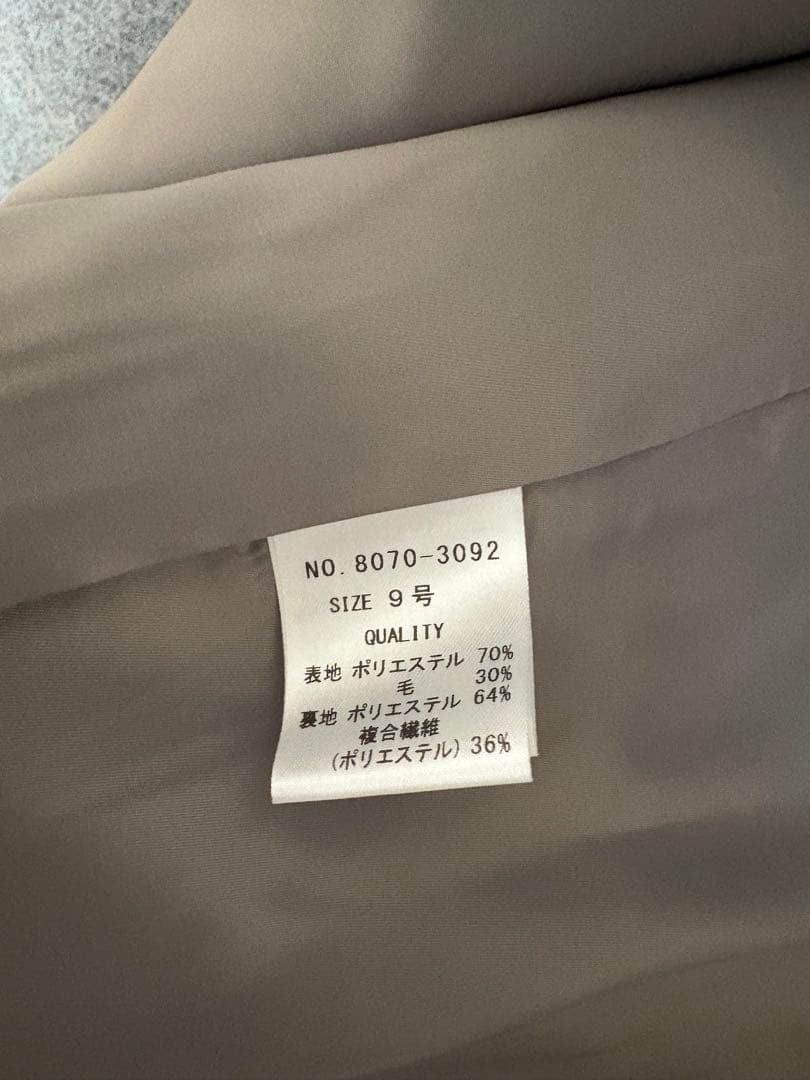 NO. 8070-3092
SIZE 9号
QUALITY
表地 ポリエステル 70%
毛 30%
裏地 ポリエステル 64%
複合繊維
(ポリエステル) 36%